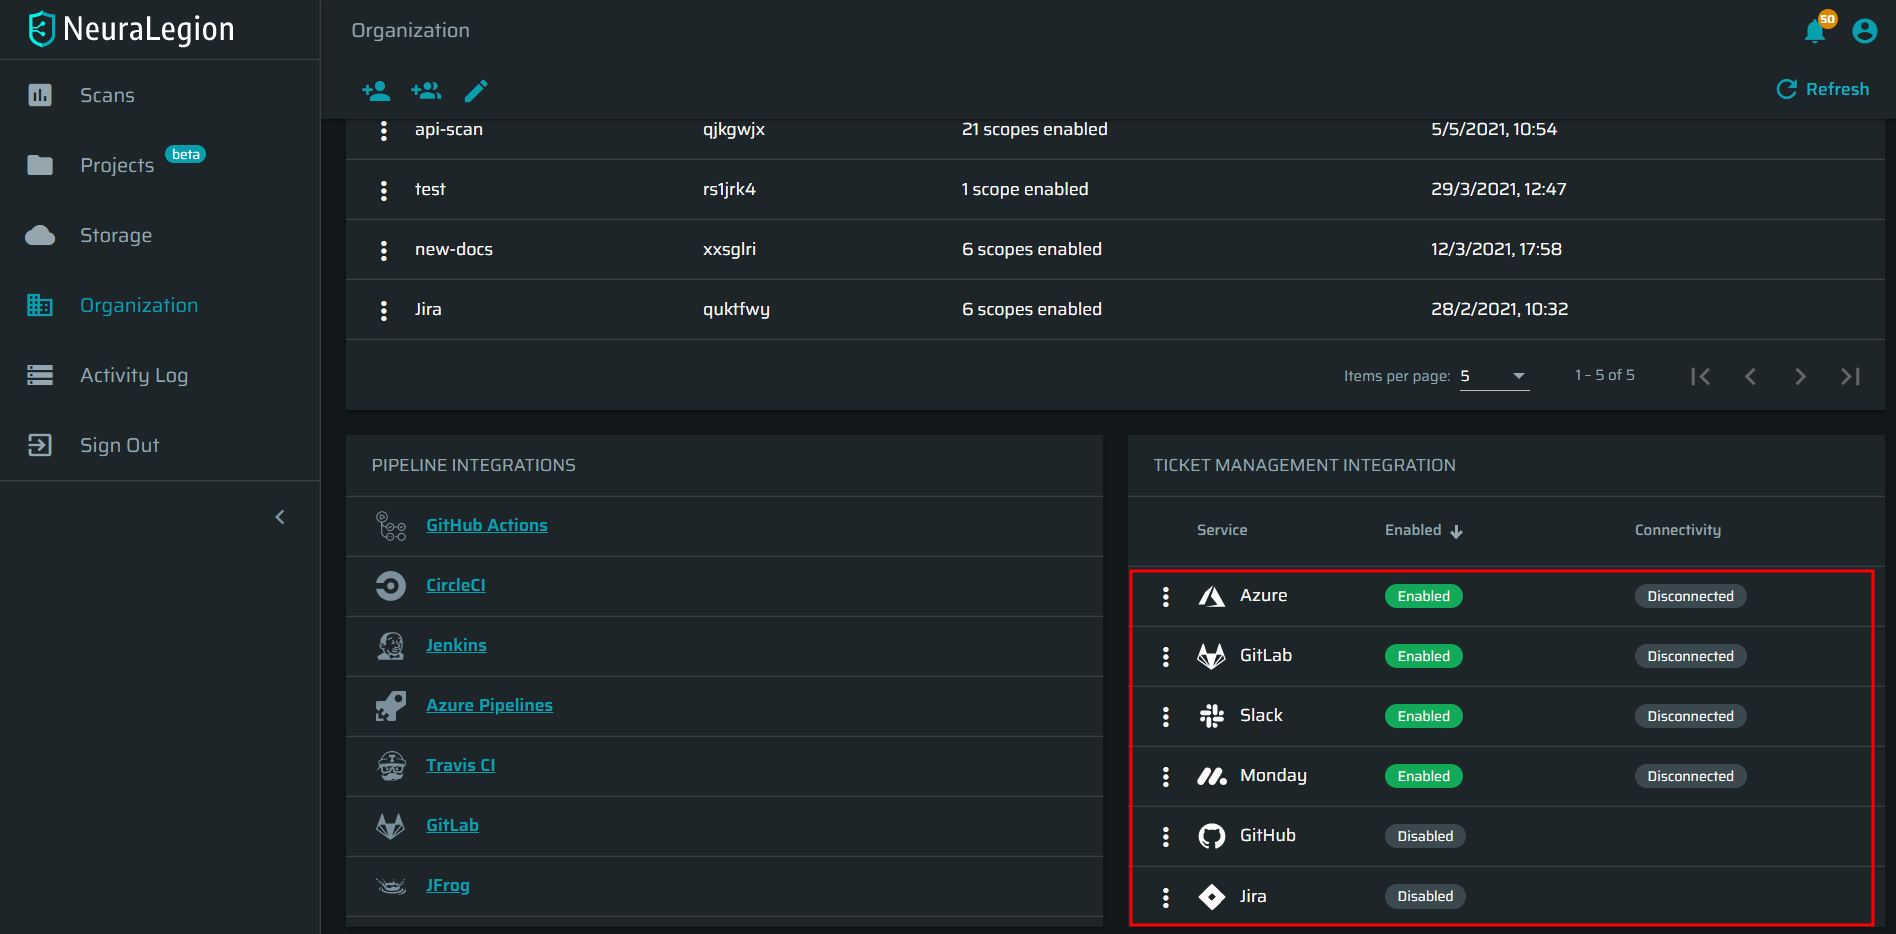 NeuraLegion
Scans
Projects beta
Storage
Organization
Activity Log
Sign Out
Organization
50
Refresh
api-scan qjkgwjx 21 scopes enabled 5/5/2021, 10:54
test rs1jrk4 1 scope enabled 29/3/2021, 12:47
new-docs xxsglri 6 scopes enabled 12/3/2021, 17:58
Jira quktfwy 6 scopes enabled 28/2/2021, 10:32
Items per page: 5 1 – 5 of 5
PIPELINE INTEGRATIONS
GitHub Actions
CircleCI
Jenkins
Azure Pipelines
Travis CI
GitLab
JFrog
TICKET MANAGEMENT INTEGRATION
Service Enabled Connectivity
Azure Enabled Disconnected
GitLab Enabled Disconnected
Slack Enabled Disconnected
Monday Enabled Disconnected
GitHub Disabled
Jira Disabled